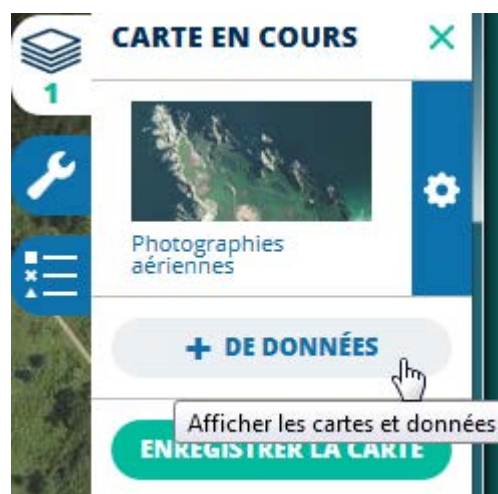 CARTE EN COURS
1
Photographies
aériennes
+ DE DONNÉES
Afficher les cartes et données
ENREGISTRER LA CARTE